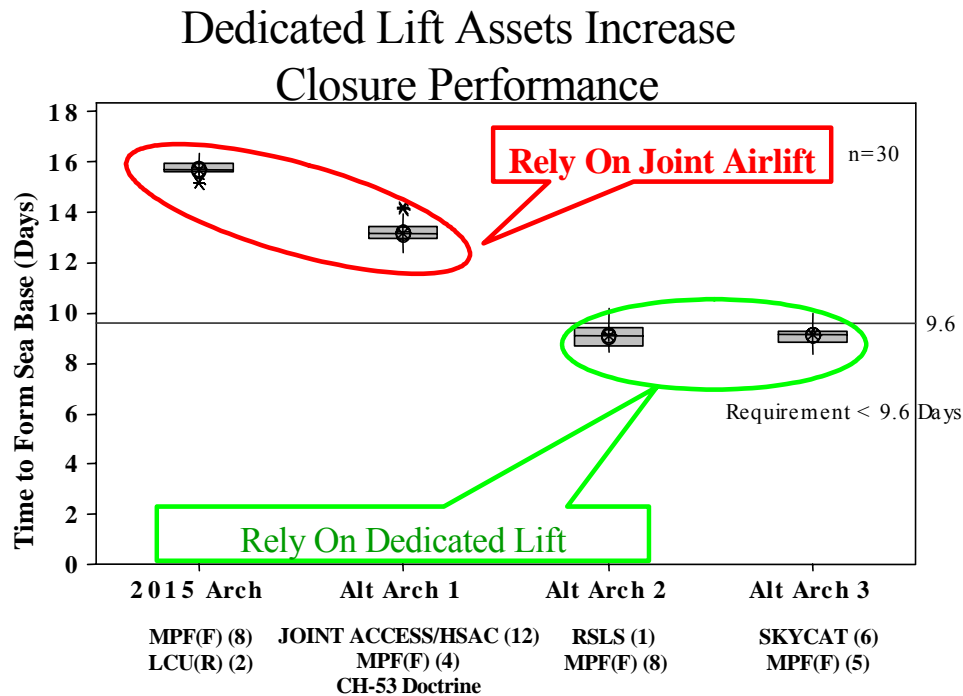 Dedicated Lift Assets Increase
Closure Performance
Time to Form Sea Base (Days)
18
16
14
12
10
8
6
4
2
0
Rely On Joint Airlift
n=30
9.6
Requirement < 9.6 Days
Rely On Dedicated Lift
2015 Arch
Alt Arch 1
Alt Arch 2
Alt Arch 3
MPF(F) (8)
LCU(R) (2)
JOINT ACCESS/HSAC (12)
MPF(F) (4)
CH-53 Doctrine
RSLS (1)
MPF(F) (8)
SKYCAT (6)
MPF(F) (5)